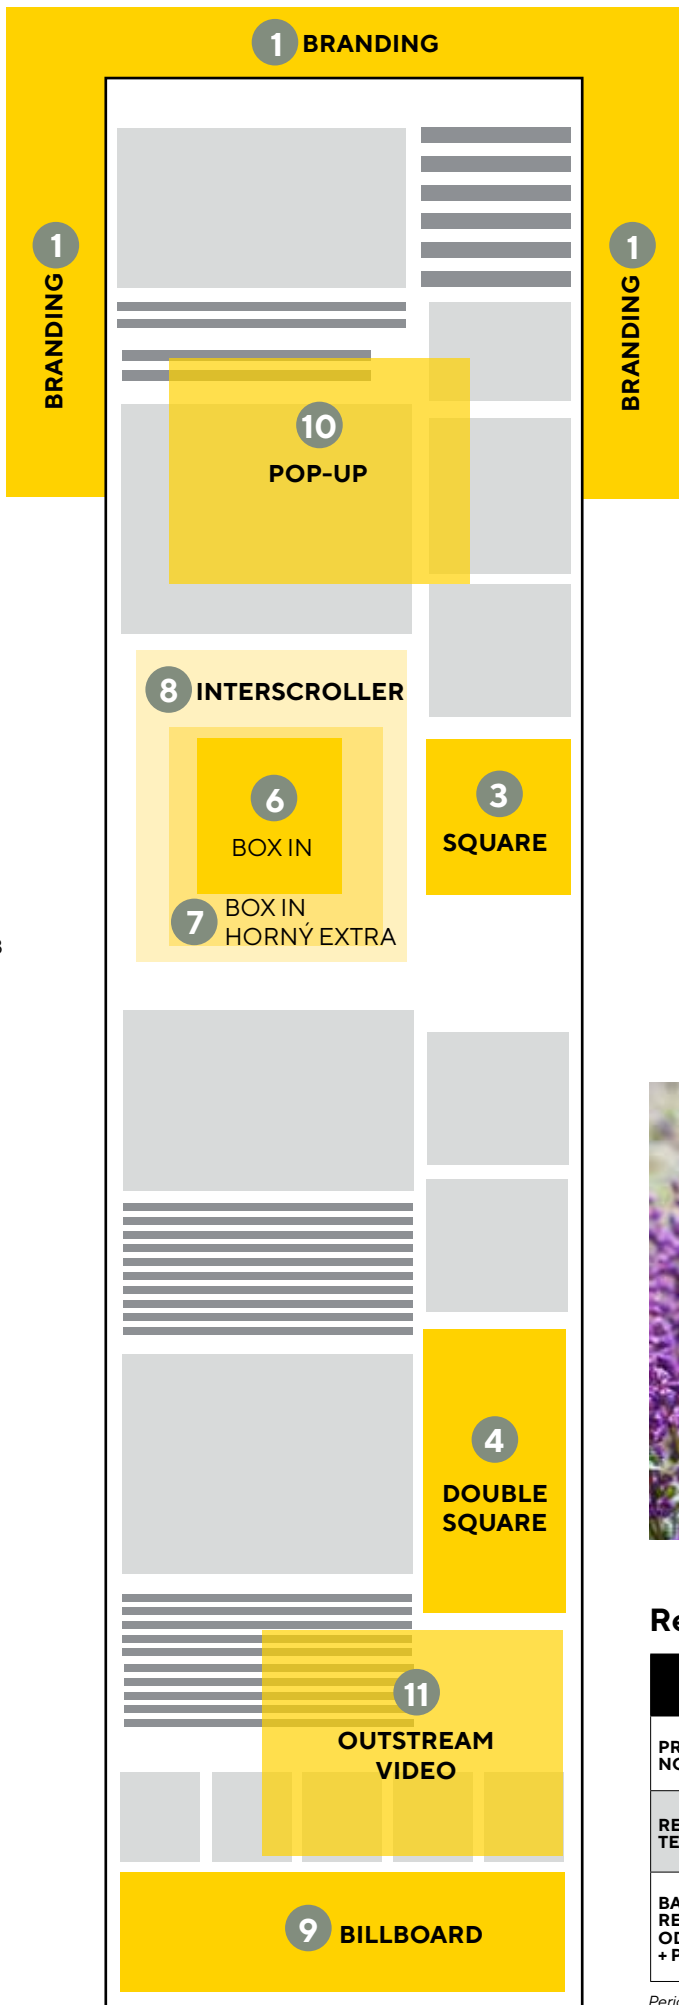 1 BRANDING
1
BRANDING
1
BRANDING
10
POP-UP
8 INTERSCROLLER
6
BOX IN
3
SQUARE
7 BOX IN
HORNÝ EXTRA
4
DOUBLE
SQUARE
11
OUTSTREAM
VIDEO
9 BILLBOARD